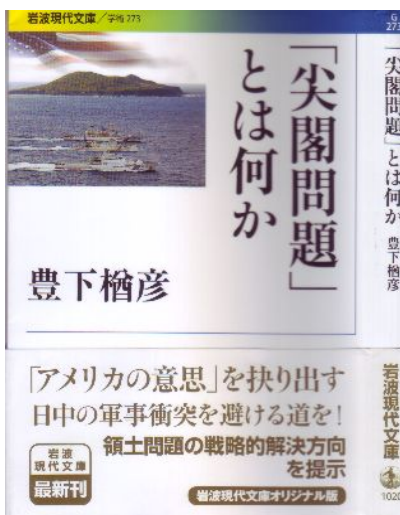 岩波現代文庫／学術 273
「尖閣問題」
とは何か
豊下楢彦
「アメリカの意思」を抉り出す
日中の軍事衝突を避ける道を!
領土問題の戦略的解決方向
を提示
岩波
現代文庫
最新刊
岩波現代文庫オリジナル版
G
273
「尖閣問題」とは何か
豊下楢彦
岩波現代文庫
1020